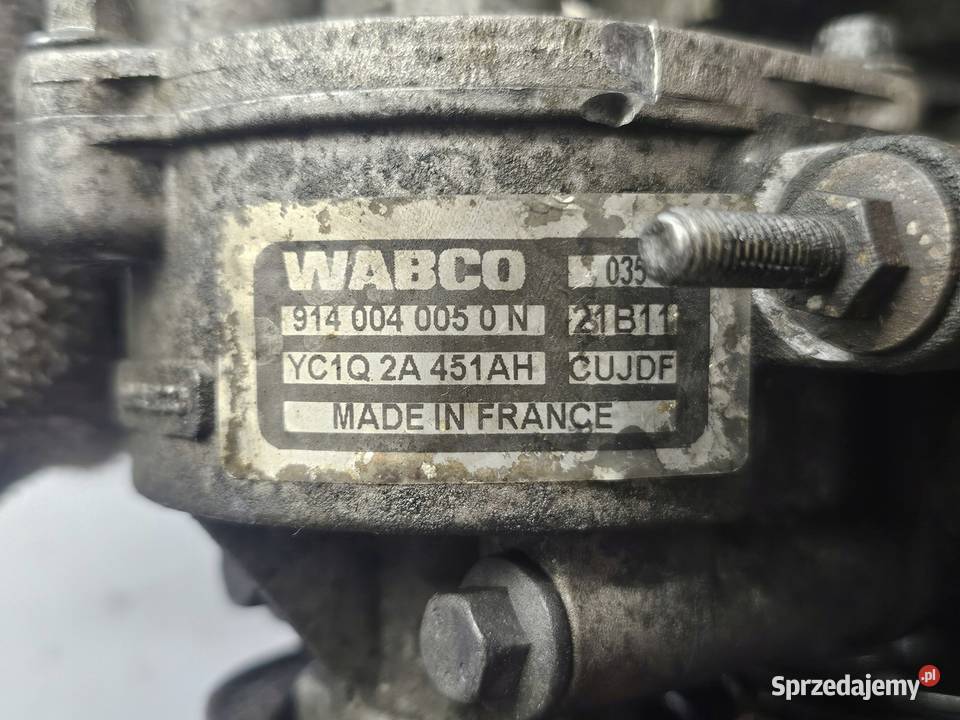 WABCO 035
914 004 005 0 N 21B11
YC1Q 2A 451AH CUJDF
MADE IN FRANCE
Sprzedajemy.pl